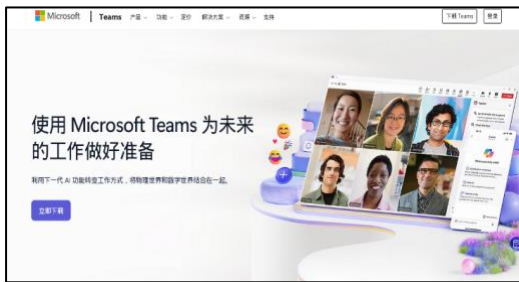 Microsoft Teams 产品 功能 定价 解决方案 资源 支持 下载 Teams 登录
使用 Microsoft Teams 为未来
的工作做好准备
利用下一代 AI 功能转变工作方式，将物理世界和数字世界结合在一起。
立即下载